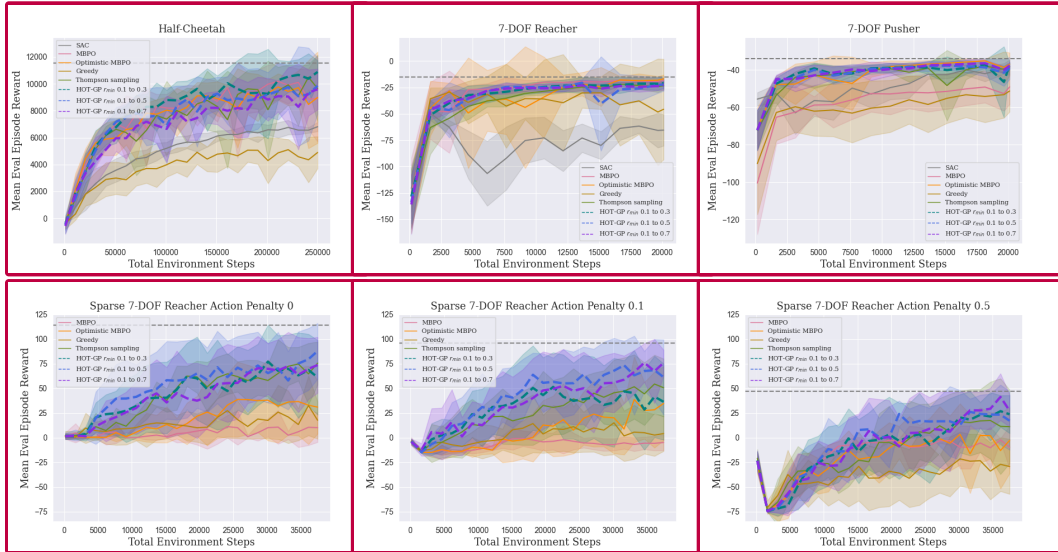 Half-Cheetah
Mean Eval Episode Reward
12000
10000
8000
6000
4000
2000
0
SAC
MBPO
Optimistic MBPO
Greedy
Thompson sampling
HOT-GP rmin 0.1 to 0.3
HOT-GP rmin 0.1 to 0.5
HOT-GP rmin 0.1 to 0.7
0 50000 100000 150000 200000 250000
Total Environment Steps
7-DOF Reacher
Mean Eval Episode Reward
0
−25
−50
−75
−100
−125
−150
SAC
MBPO
Optimistic MBPO
Greedy
Thompson sampling
HOT-GP rmin 0.1 to 0.3
HOT-GP rmin 0.1 to 0.5
HOT-GP rmin 0.1 to 0.7
0 2500 5000 7500 10000 12500 15000 17500 20000
Total Environment Steps
7-DOF Pusher
Mean Eval Episode Reward
−40
−60
−80
−100
−120
SAC
MBPO
Optimistic MBPO
Greedy
Thompson sampling
HOT-GP rmin 0.1 to 0.3
HOT-GP rmin 0.1 to 0.5
HOT-GP rmin 0.1 to 0.7
0 2500 5000 7500 10000 12500 15000 17500 20000
Total Environment Steps
Sparse 7-DOF Reacher Action Penalty 0
Mean Eval Episode Reward
125
100
75
50
25
0
−25
−50
−75
MBPO
Optimistic MBPO
Greedy
Thompson sampling
HOT-GP rmin 0.1 to 0.3
HOT-GP rmin 0.1 to 0.5
HOT-GP rmin 0.1 to 0.7
0 5000 10000 15000 20000 25000 30000 35000
Total Environment Steps
Sparse 7-DOF Reacher Action Penalty 0.1
Mean Eval Episode Reward
125
100
75
50
25
0
−25
−50
−75
MBPO
Optimistic MBPO
Greedy
Thompson sampling
HOT-GP rmin 0.1 to 0.3
HOT-GP rmin 0.1 to 0.5
HOT-GP rmin 0.1 to 0.7
0 5000 10000 15000 20000 25000 30000 35000
Total Environment Steps
Sparse 7-DOF Reacher Action Penalty 0.5
Mean Eval Episode Reward
125
100
75
50
25
0
−25
−50
−75
MBPO
Optimistic MBPO
Greedy
Thompson sampling
HOT-GP rmin 0.1 to 0.3
HOT-GP rmin 0.1 to 0.5
HOT-GP rmin 0.1 to 0.7
0 5000 10000 15000 20000 25000 30000 35000
Total Environment Steps